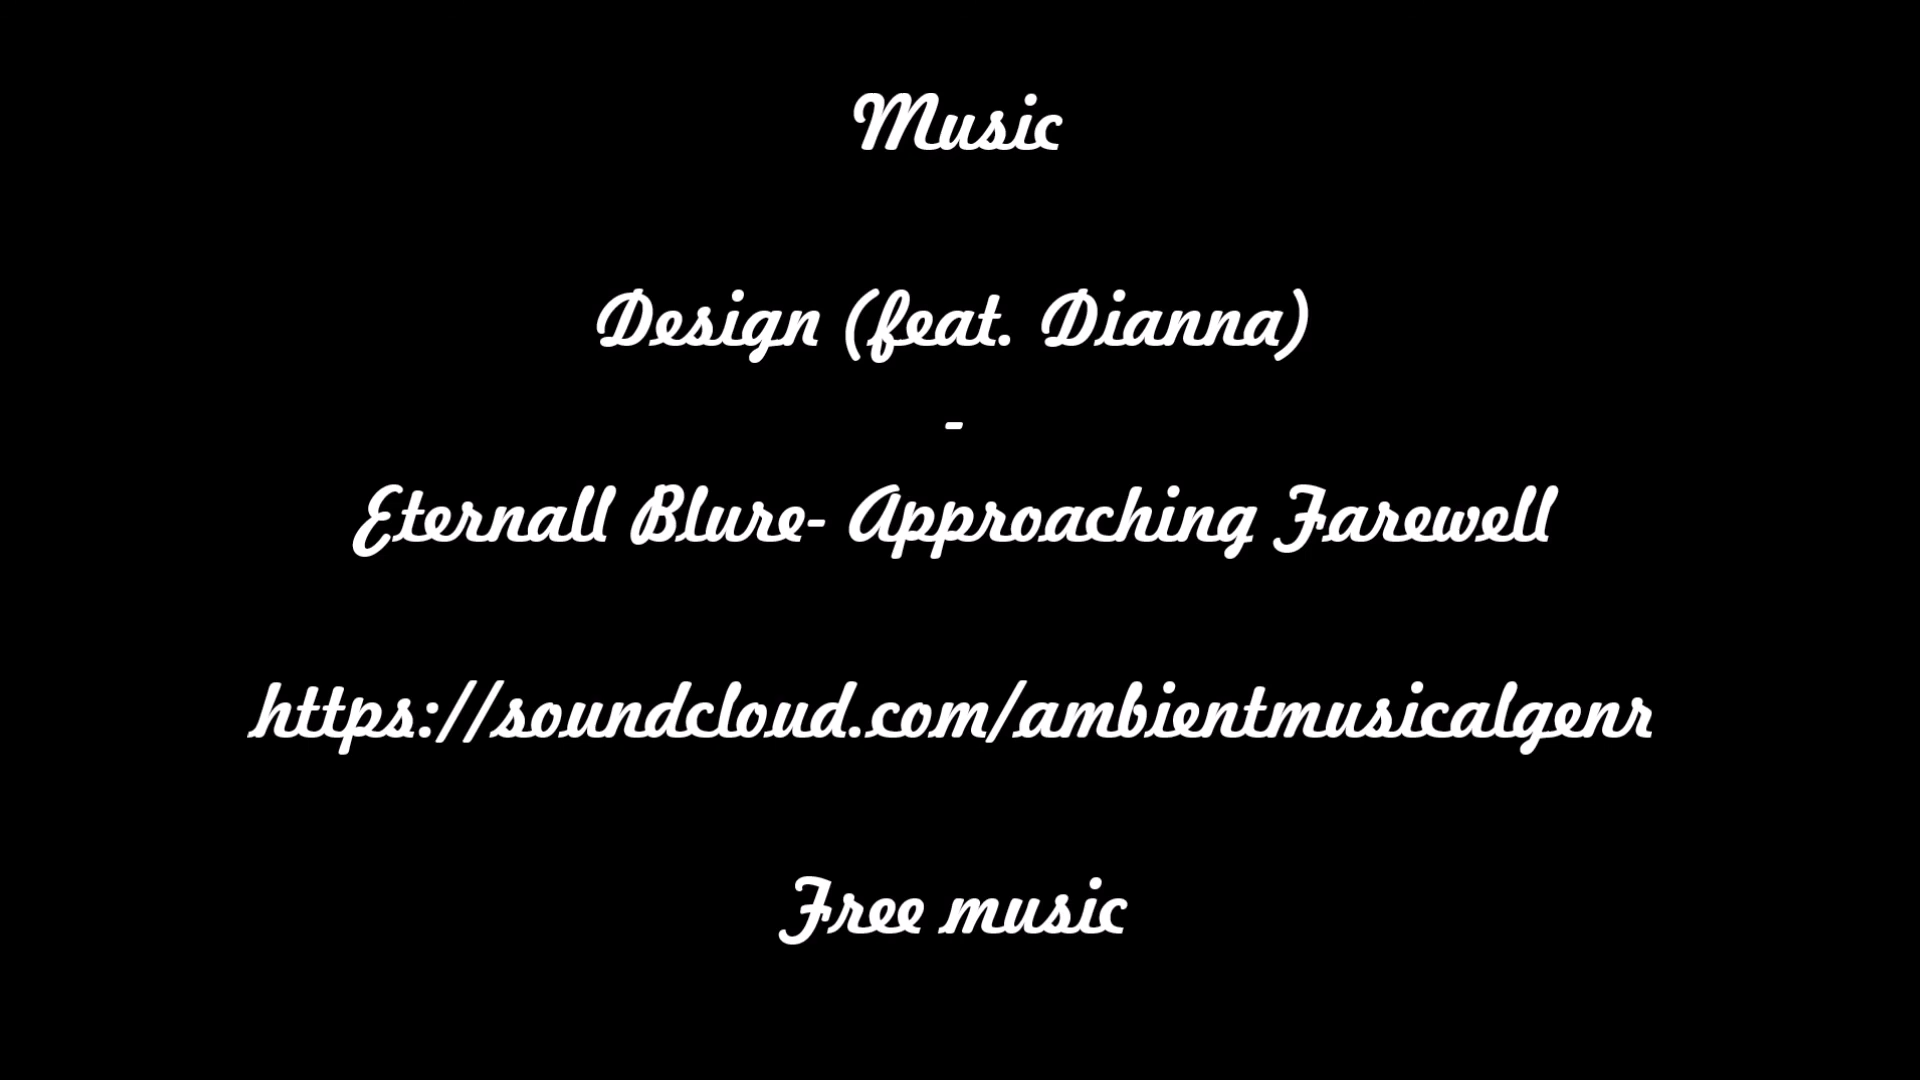 Music
Design (feat. Dianna)
-
Eternall Blure- Approaching Farewell
https://soundcloud.com/ambientmusicalgenr
Free music